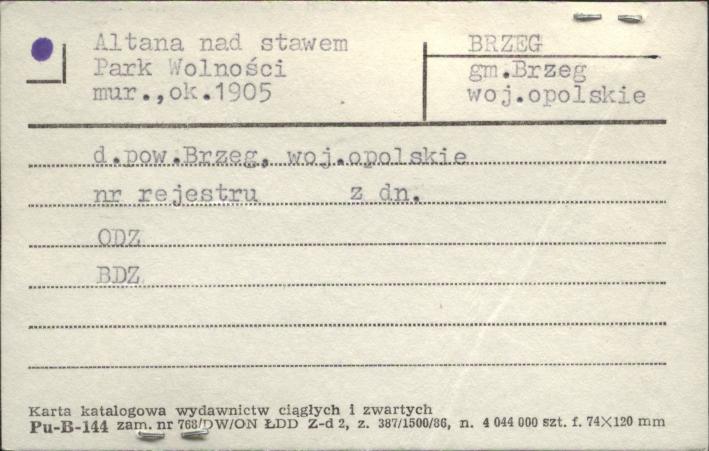 Altana nad stawem
Park Wolności
mur.,ok.1905
BRZEG
gm.Brzeg
woj.opolskie
d.pow.Brzeg, woj.opolskie
nr rejestru z dn.
ODZ
BDZ
Karta katalogowa wydawnictw ciągłych i zwartych
Pu-B-144 zam. nr 768/DW/ON ŁDD Z-d 2, z. 387/1500/86, n. 4 044 000 szt. f. 74×120 mm